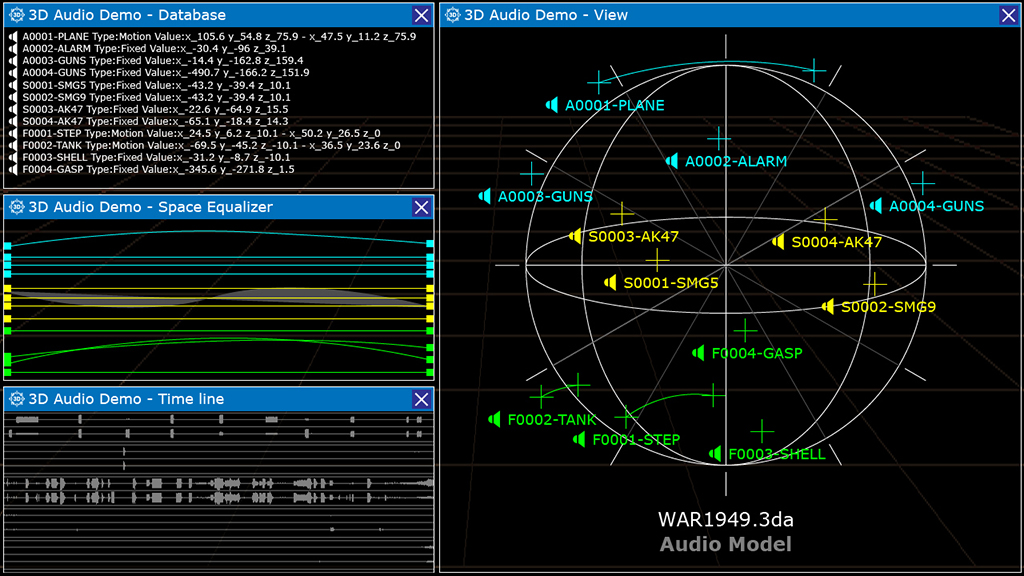 3D Audio Demo - Database
A0001-PLANE Type:Motion Value:x_105.6 y_54.8 z_75.9 - x_47.5 y_11.2 z_75.9
A0002-ALARM Type:Fixed Value:x_-30.4 y_-96 z_39.1
A0003-GUNS Type:Fixed Value:x_-14.4 y_-162.8 z_159.4
A0004-GUNS Type:Fixed Value:x_-490.7 y_-166.2 z_151.9
S0001-SMG5 Type:Fixed Value:x_-43.2 y_-39.4 z_10.1
S0002-SMG9 Type:Fixed Value:x_-43.2 y_-39.4 z_10.1
S0003-AK47 Type:Fixed Value:x_-22.6 y_-64.9 z_15.5
S0004-AK47 Type:Fixed Value:x_-65.1 y_-18.4 z_14.3
F0001-STEP Type:Motion Value:x_24.5 y_6.2 z_10.1 - x_50.2 y_26.5 z_0
F0002-TANK Type:Motion Value:x_-69.5 y_-45.2 z_-10.1 - x_36.5 y_23.6 z_0
F0003-SHELL Type:Fixed Value:x_-31.2 y_-8.7 z_-10.1
F0004-GASP Type:Fixed Value:x_-345.6 y_-271.8 z_1.5
3D Audio Demo - Space Equalizer
3D Audio Demo - Time line
3D Audio Demo - View
A0001-PLANE
A0002-ALARM
A0003-GUNS
A0004-GUNS
S0003-AK47
S0004-AK47
S0001-SMG5
S0002-SMG9
F0004-GASP
F0002-TANK
F0001-STEP
F0003-SHELL
WAR1949.3da
Audio Model